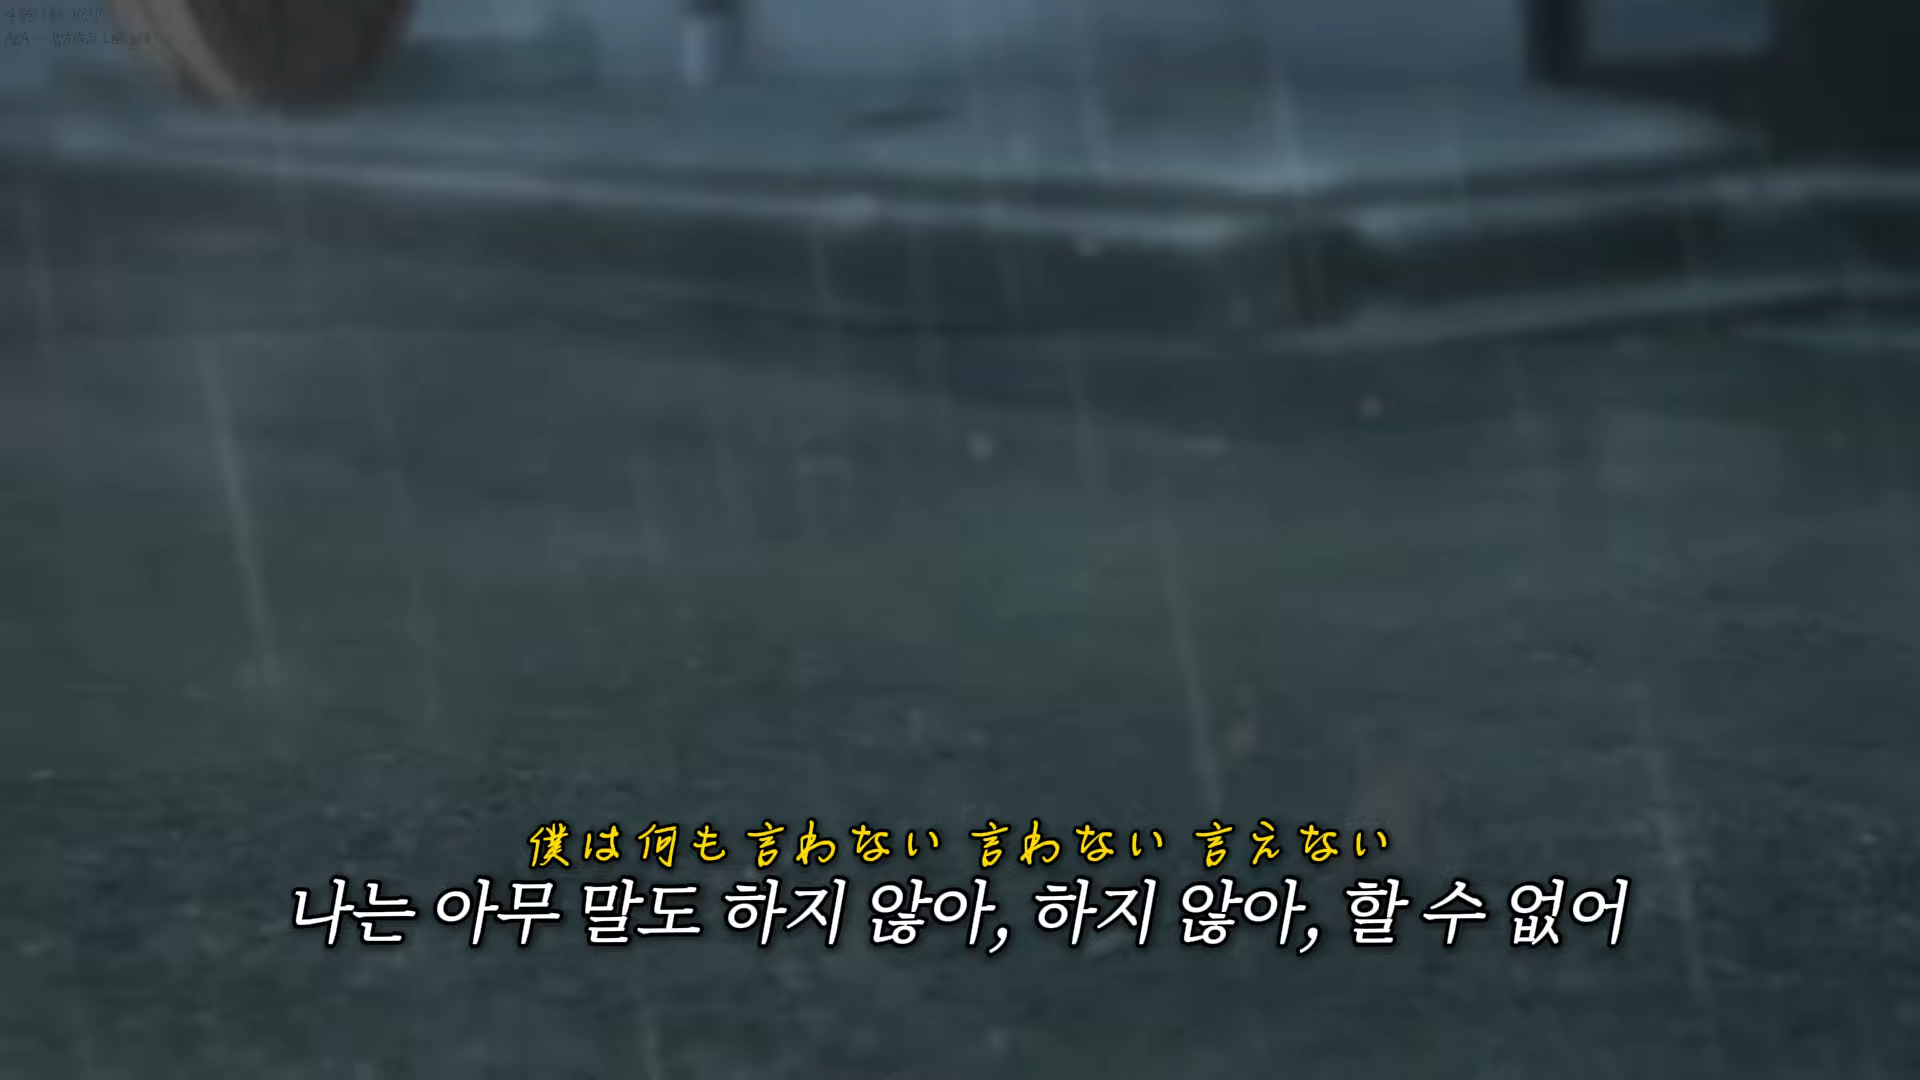 僕は何も言わない 言わない 言えない
나는 아무 말도 하지 않아, 하지 않아, 할 수 없어